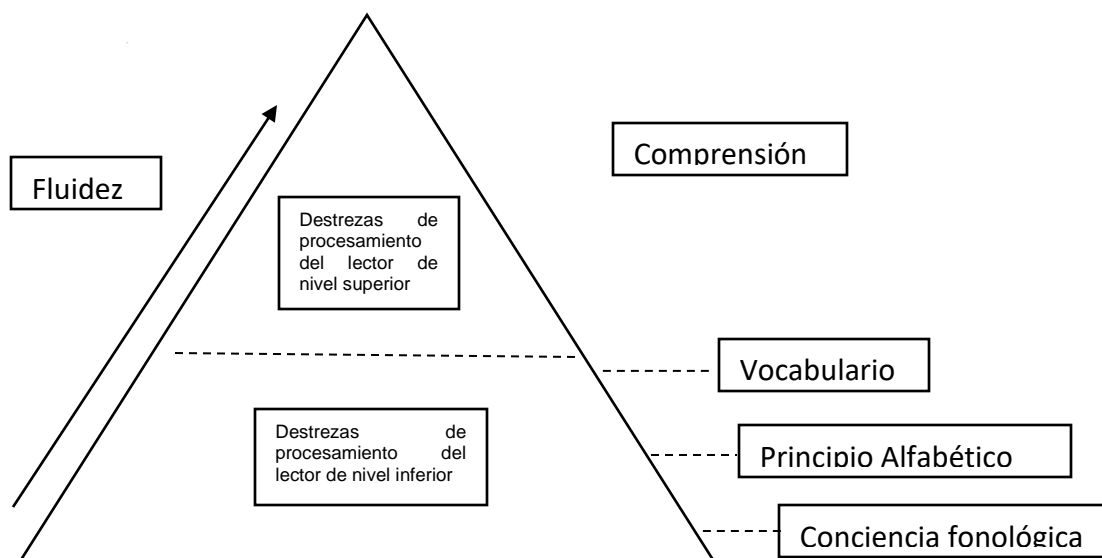 Comprensión
Fluidez
Destrezas de
procesamiento
del lector de
nivel superior
Vocabulario
Destrezas de
procesamiento del
lector de nivel inferior
Principio Alfabético
Conciencia fonológica